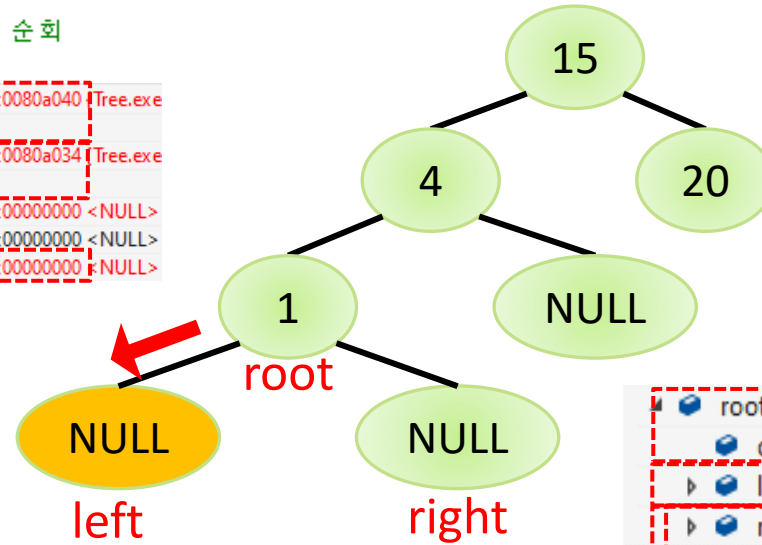 순회
0080a040 {Tree.exe
0080a034 {Tree.exe
00000000 <NULL>
00000000 <NULL>
00000000 <NULL>
15
4
20
1
NULL
root
NULL
NULL
left
right
root